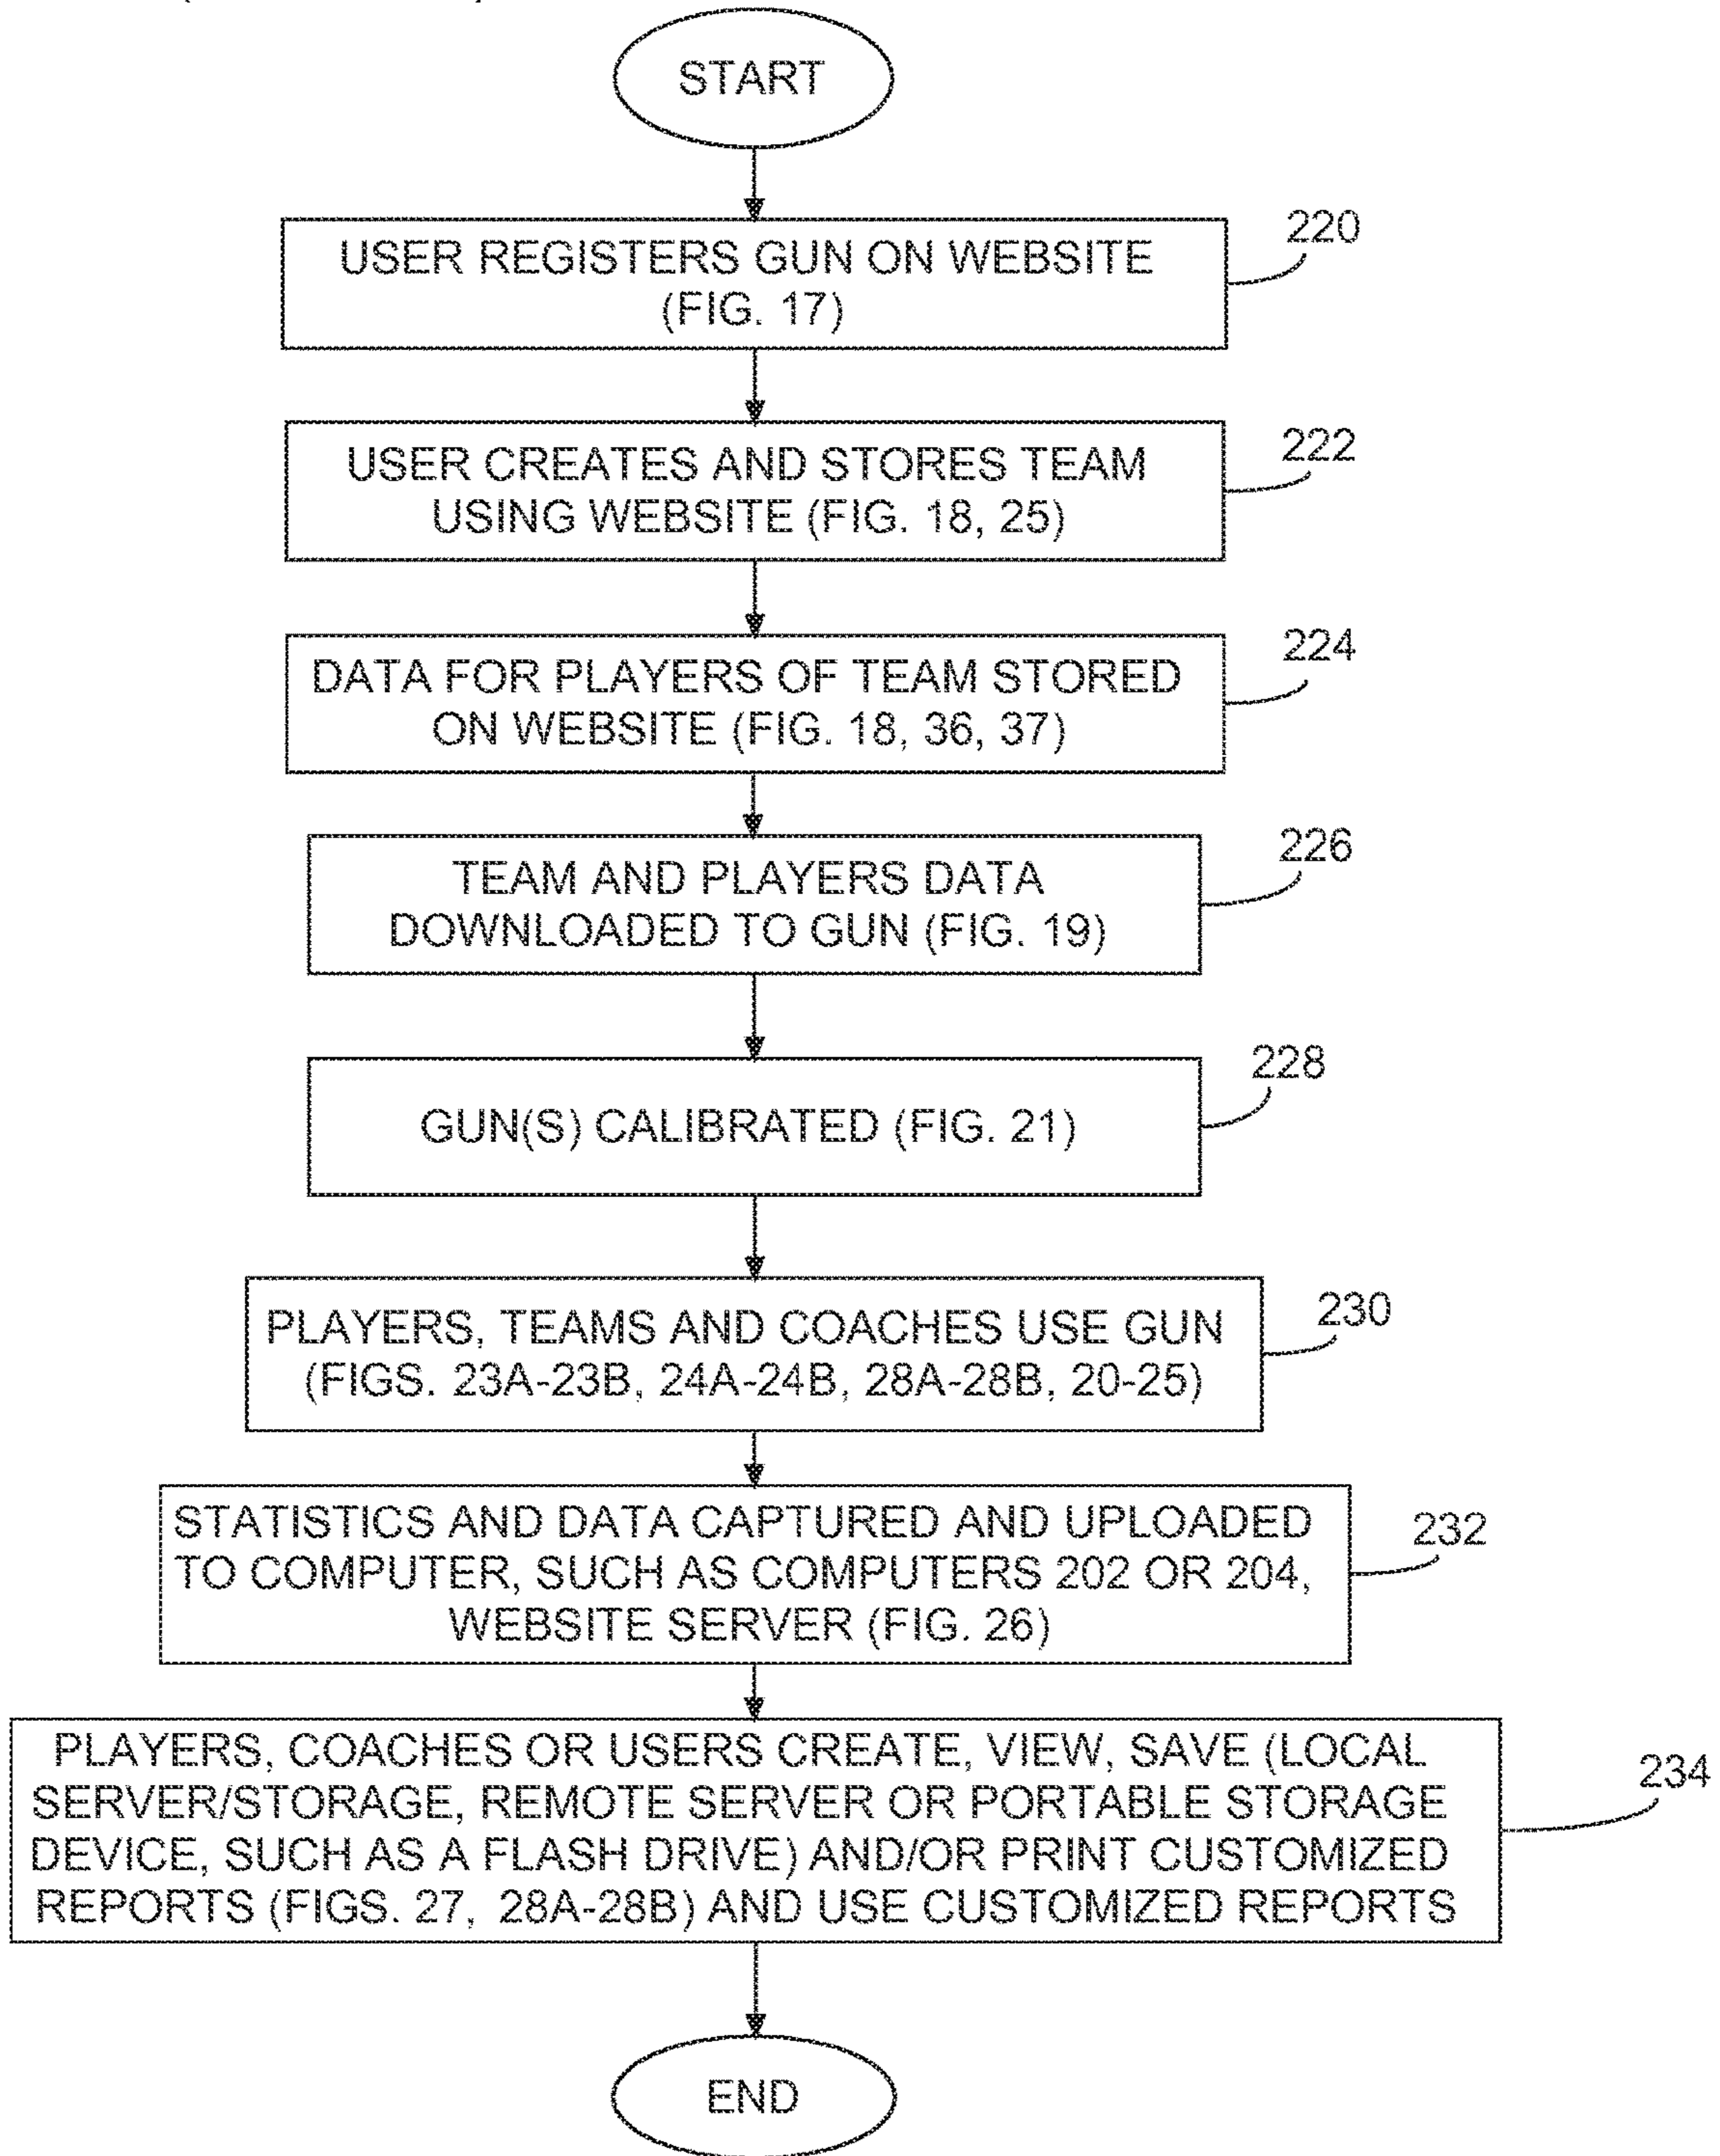 START
220
USER REGISTERS GUN ON WEBSITE
(FIG. 17)
222
USER CREATES AND STORES TEAM
USING WEBSITE (FIG. 18, 25)
224
DATA FOR PLAYERS OF TEAM STORED
ON WEBSITE (FIG. 18, 36, 37)
226
TEAM AND PLAYERS DATA
DOWNLOADED TO GUN (FIG. 19)
228
GUN(S) CALIBRATED (FIG. 21)
230
PLAYERS, TEAMS AND COACHES USE GUN
(FIGS. 23A-23B, 24A-24B, 28A-28B, 20-25)
232
STATISTICS AND DATA CAPTURED AND UPLOADED
TO COMPUTER, SUCH AS COMPUTERS 202 OR 204,
WEBSITE SERVER (FIG. 26)
234
PLAYERS, COACHES OR USERS CREATE, VIEW, SAVE (LOCAL
SERVER/STORAGE, REMOTE SERVER OR PORTABLE STORAGE
DEVICE, SUCH AS A FLASH DRIVE) AND/OR PRINT CUSTOMIZED
REPORTS (FIGS. 27, 28A-28B) AND USE CUSTOMIZED REPORTS
END